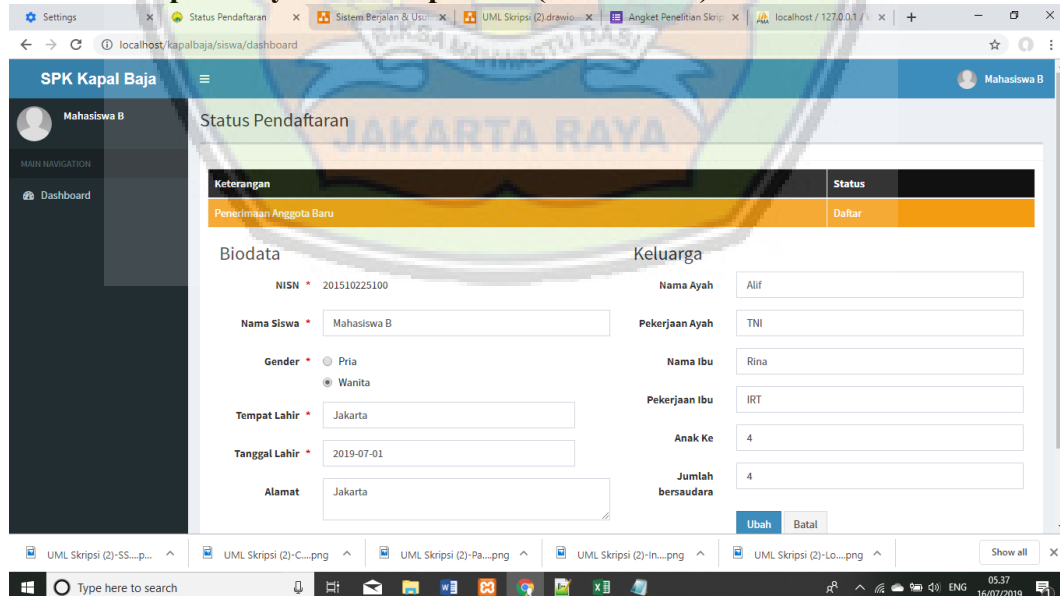 Settings
Status Pendaftaran
Sistem Berjalan & Usu
UML Skripsi (2).drawio
Angket Penelitian Skrip
localhost / 127.0.0.1 /
localhost/kapalbaja/siswa/dashboard
BHAKSA MAHWASTU DASA
SPK Kapal Baja
Mahasiswa B
Mahasiswa B
Status Pendaftaran
JAKARTA RAYA
MAIN NAVIGATION
Dashboard
Keterangan Status
Penerimaan Anggota Baru Daftar
Biodata
NISN * 201510225100
Nama Siswa * Mahasiswa B
Gender * Pria
Wanita
Tempat Lahir * Jakarta
Tanggal Lahir * 2019-07-01
Alamat Jakarta
Keluarga
Nama Ayah Alif
Pekerjaan Ayah TNI
Nama Ibu Rina
Pekerjaan Ibu IRT
Anak Ke 4
Jumlah 4
bersaudara
Ubah Batal
UML Skripsi (2)-SS....p...
UML Skripsi (2)-C....png
UML Skripsi (2)-Pa....png
UML Skripsi (2)-In....png
UML Skripsi (2)-Lo....png
Show all
Type here to search
ENG
05.37
16/07/2019